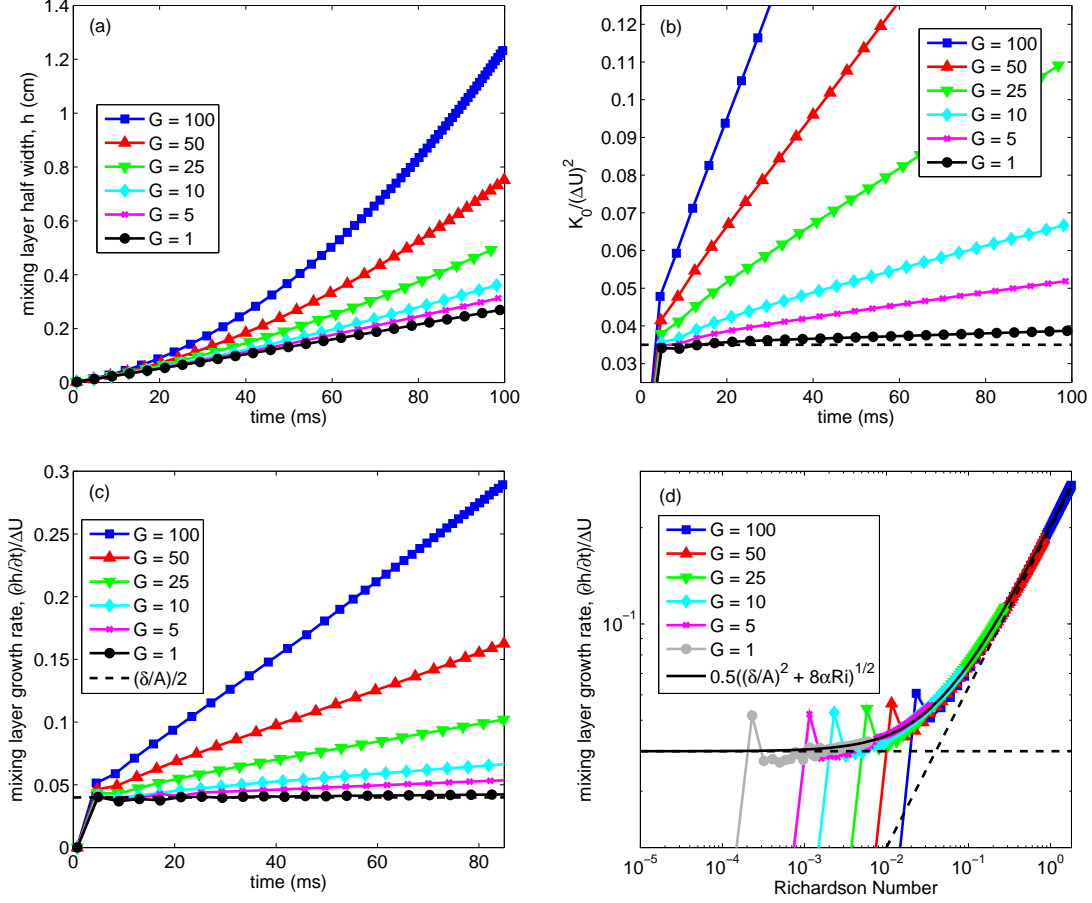 (a)
mixing layer half width, h (cm)
1.4
1.2
1
0.8
0.6
0.4
0.2
0
G = 100
G = 50
G = 25
G = 10
G = 5
G = 1
0 20 40 60 80 100
time (ms)
(b)
K₀/(ΔU)²
0.12
0.11
0.1
0.09
0.08
0.07
0.06
0.05
0.04
0.03
G = 100
G = 50
G = 25
G = 10
G = 5
G = 1
0 20 40 60 80 100
time (ms)
(c)
mixing layer growth rate, (∂h/∂t)/ΔU
0.3
0.25
0.2
0.15
0.10
0.05
0
G = 100
G = 50
G = 25
G = 10
G = 5
G = 1
(δ/A)/2
0 20 40 60 80
time (ms)
(d)
mixing layer growth rate, (∂h/∂t)/ΔU
10⁻¹
G = 100
G = 50
G = 25
G = 10
G = 5
G = 1
0.5((δ/A)² + 8αRi)¹/²
10⁻⁵ 10⁻⁴ 10⁻³ 10⁻² 10⁻¹ 10⁰
Richardson Number